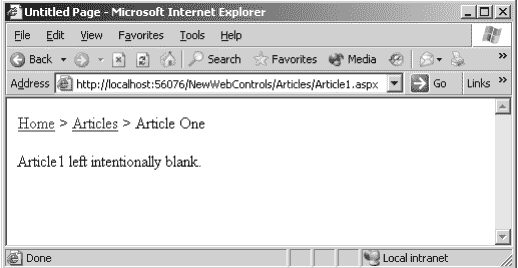 Untitled Page - Microsoft Internet Explorer
File Edit View Favorites Tools Help
Back Search Favorites Media »
Address http://localhost:56076/NewWebControls/Articles/Article1.aspx Go Links »
Home > Articles > Article One
Article1 left intentionally blank.
Done Local intranet